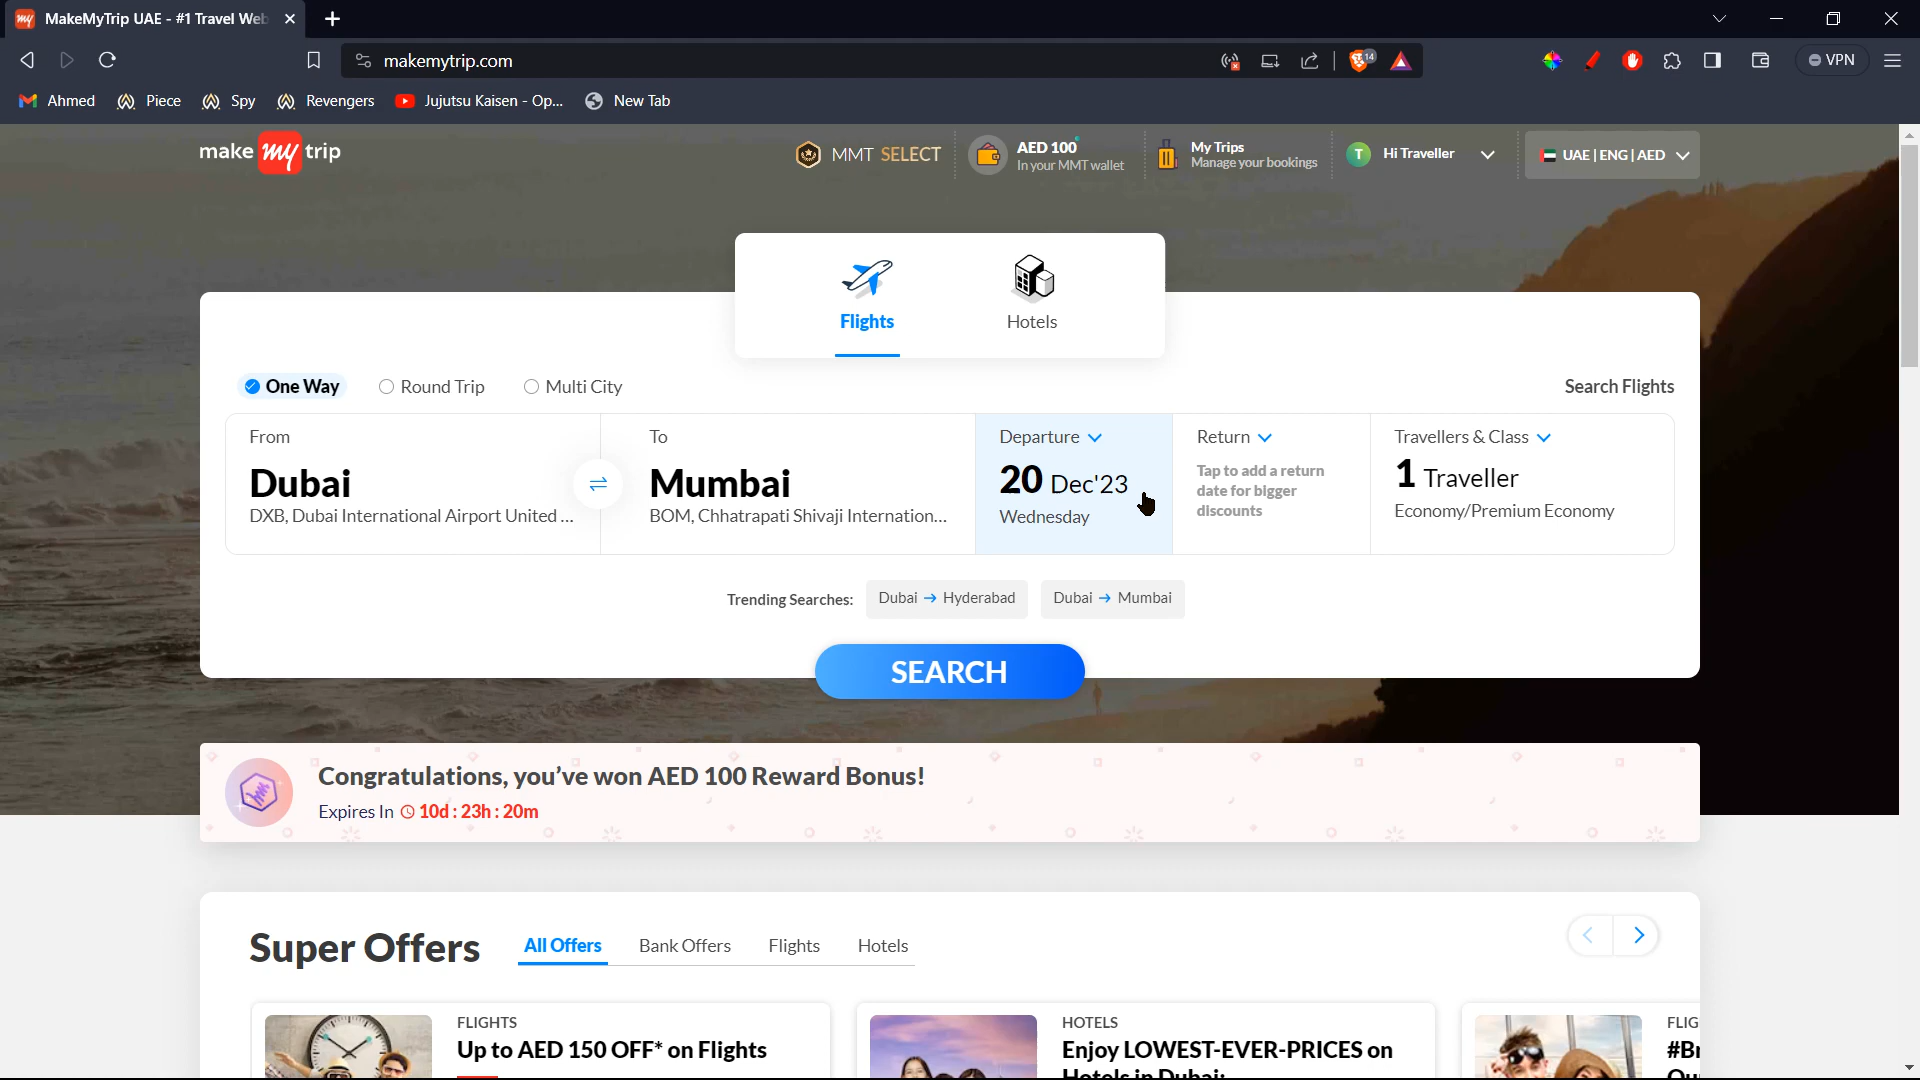 MakeMyTrip UAE - #1 Travel Web
makemytrip.com
14
VPN
Ahmed
Piece
Spy
Revengers
Jujutsu Kaisen - Op...
New Tab
make my trip
MMT SELECT
AED 100
In your MMT wallet
My Trips
Manage your bookings
T
Hi Traveller
UAE | ENG | AED
Flights
Hotels
One Way
Round Trip
Multi City
Search Flights
From
Dubai
DXB, Dubai International Airport United ...
To
Mumbai
BOM, Chhatrapati Shivaji Internation...
Departure
20 Dec'23
Wednesday
Return
Tap to add a return
date for bigger
discounts
Travellers & Class
1 Traveller
Economy/Premium Economy
Trending Searches:
Dubai → Hyderabad
Dubai → Mumbai
SEARCH
Congratulations, you've won AED 100 Reward Bonus!
Expires In 10d : 23h : 20m
Super Offers
All Offers
Bank Offers
Flights
Hotels
FLIGHTS
Up to AED 150 OFF* on Flights
HOTELS
Enjoy LOWEST-EVER-PRICES on
Hotels in Dubai:
FLIG